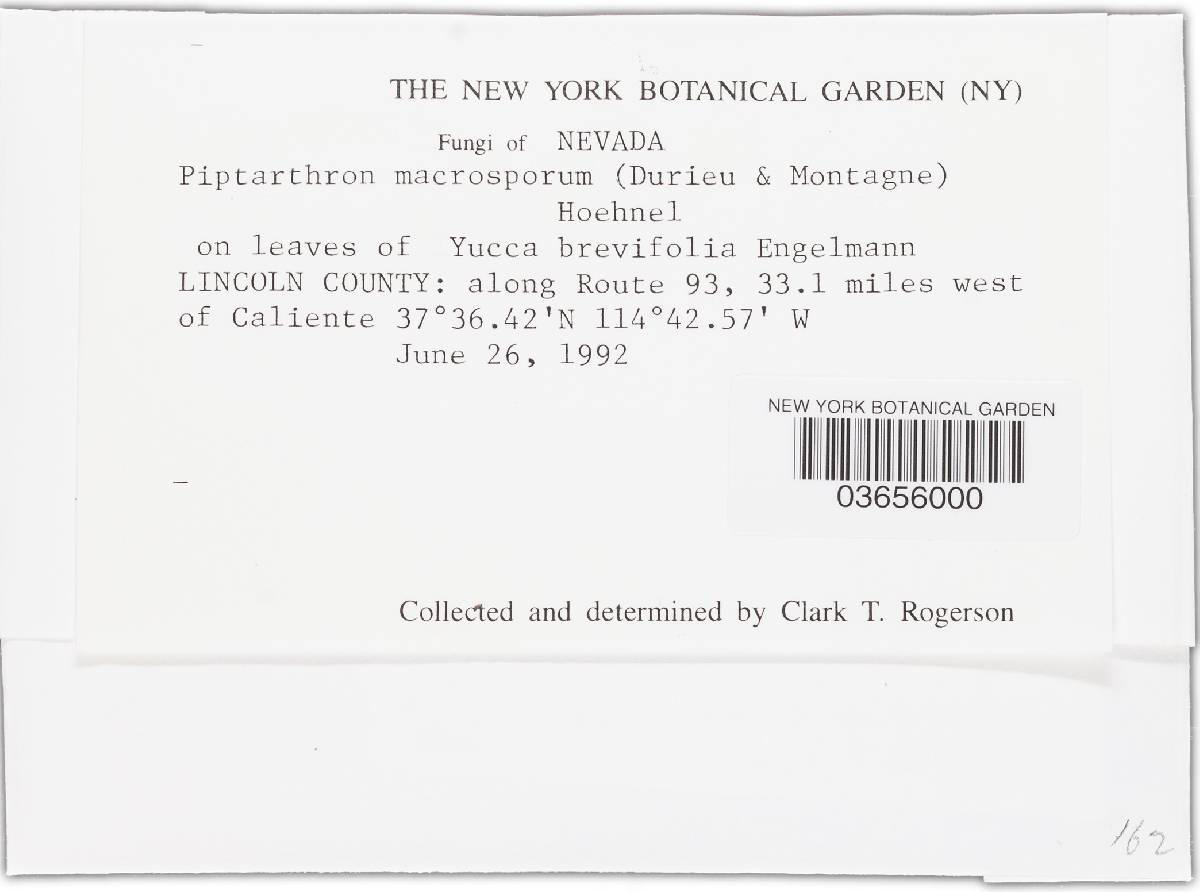 THE NEW YORK BOTANICAL GARDEN (NY)
Fungi of NEVADA
Piptarthron macrosporum (Durieu & Montagne)
Hoehnel
on leaves of Yucca brevifolia Engelmann
LINCOLN COUNTY: along Route 93, 33.1 miles west
of Caliente 37°36.42'N 114°42.57' W
June 26, 1992
NEW YORK BOTANICAL GARDEN
03656000
Collected and determined by Clark T. Rogerson
162